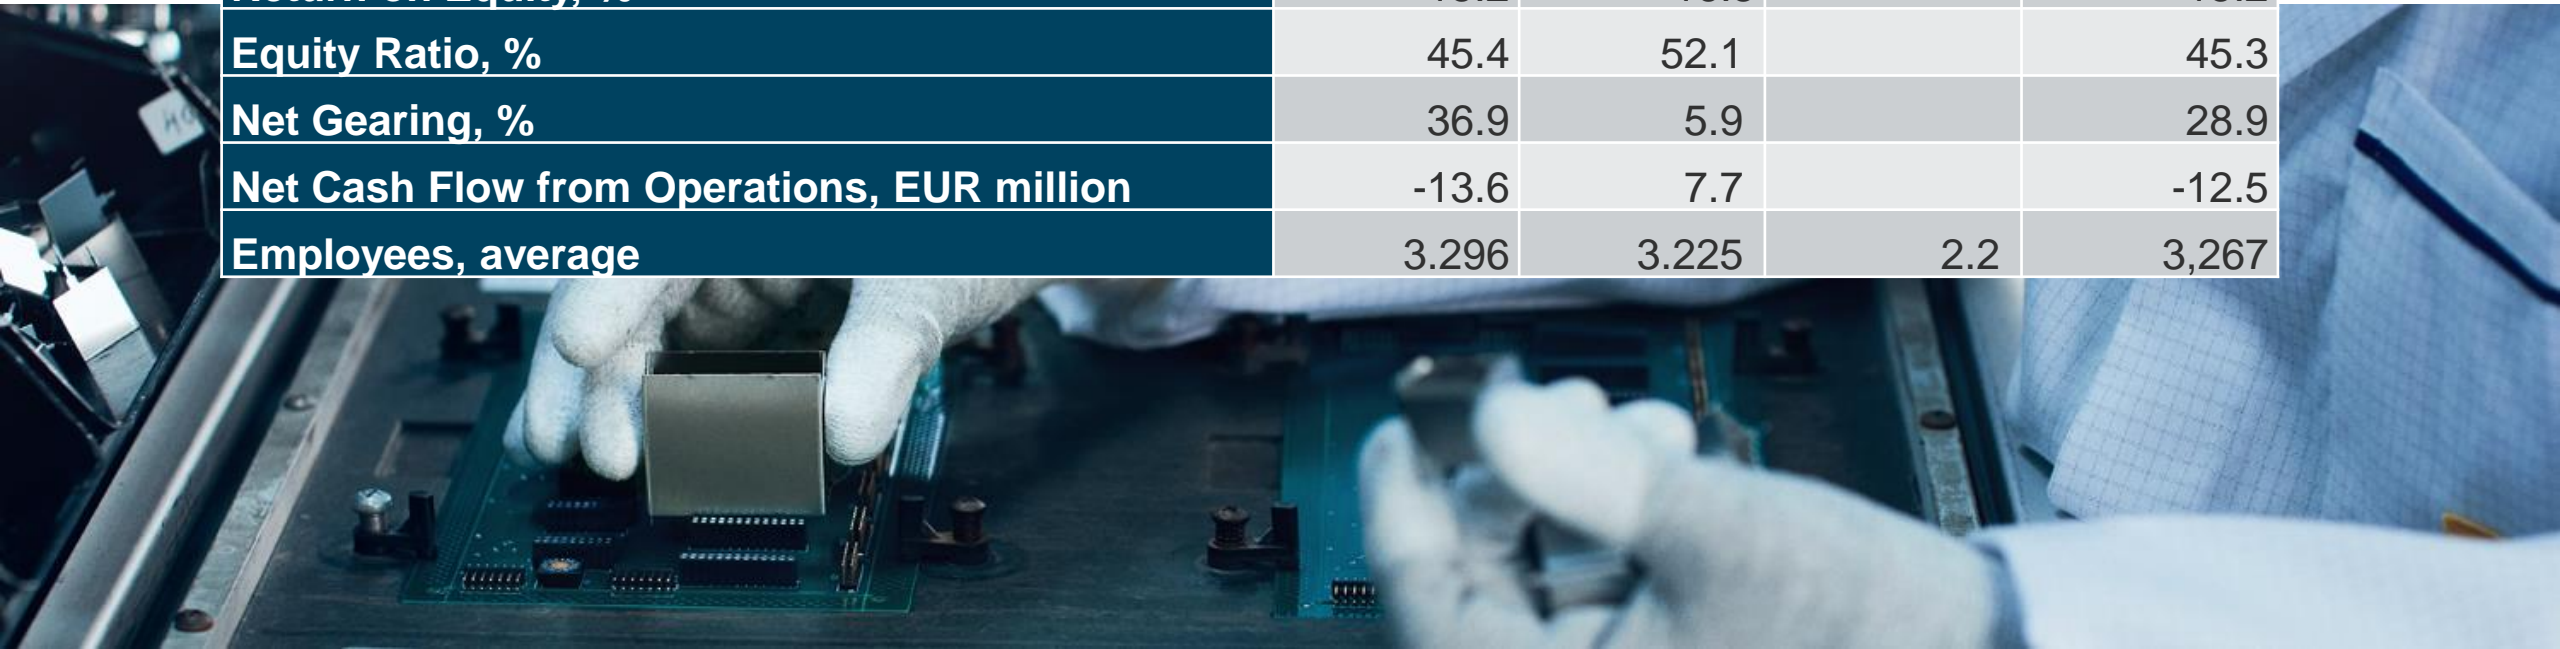 Equity Ratio, % 45.4 52.1 45.3
Net Gearing, % 36.9 5.9 28.9
Net Cash Flow from Operations, EUR million -13.6 7.7 -12.5
Employees, average 3.296 3.225 2.2 3,267